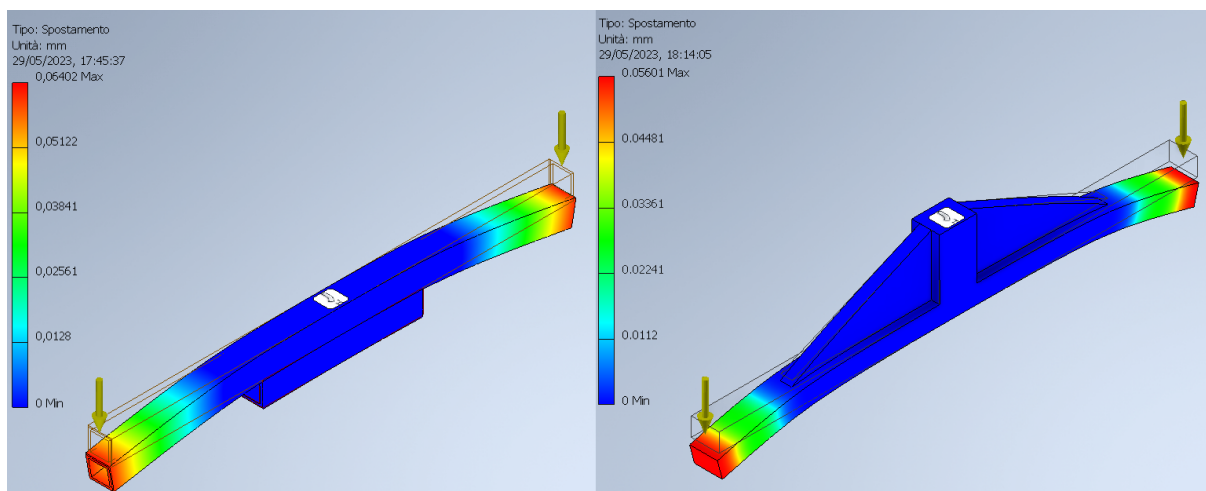 Tipo: Spostamento
Unità: mm
29/05/2023, 17:45:37
0,06402 Max
0,05122
0,03841
0,02561
0,0128
0 Min
Tipo: Spostamento
Unità: mm
29/05/2023, 18:14:05
0.05601 Max
0.04481
0.03361
0.02241
0.0112
0 Min